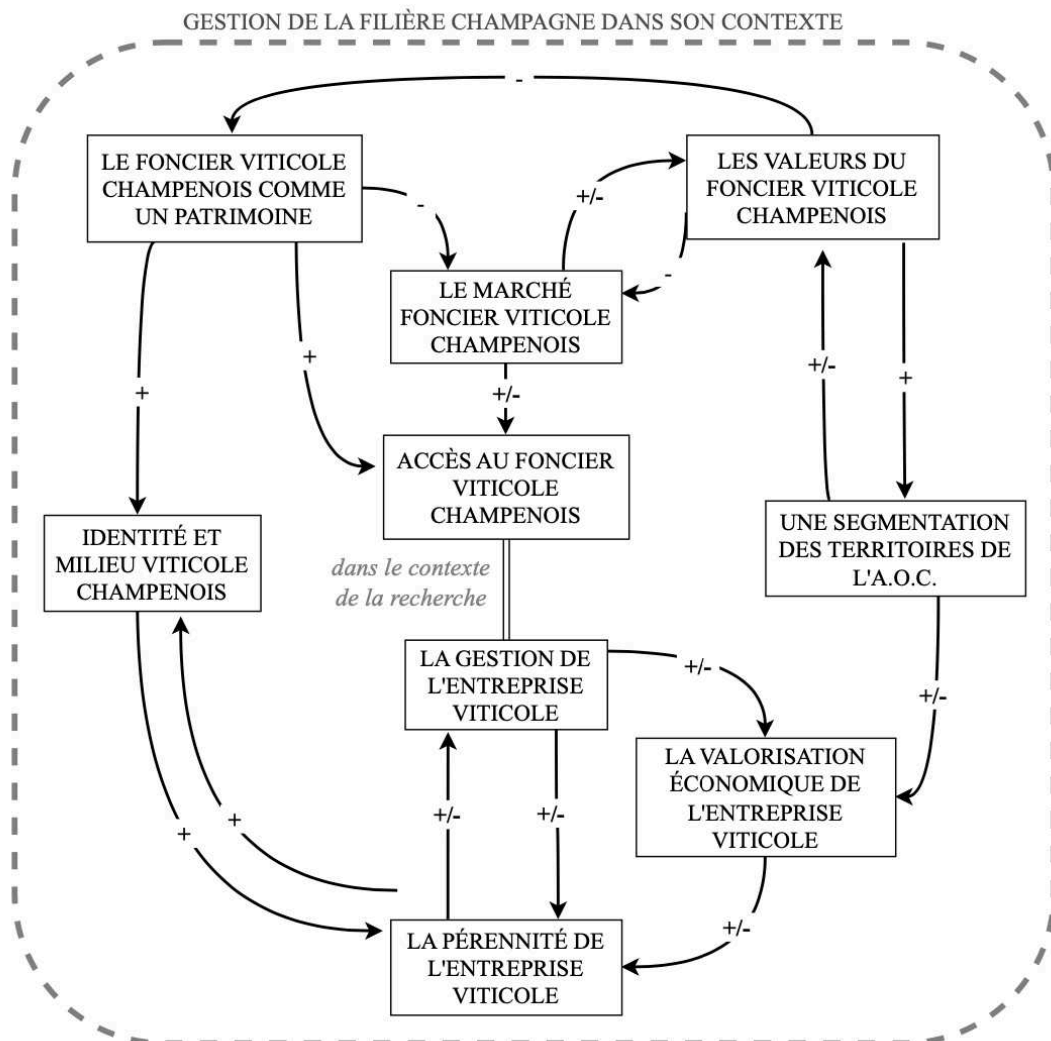 GESTION DE LA FILIÈRE CHAMPAGNE DANS SON CONTEXTE
-
LE FONCIER VITICOLE
CHAMPENOIS COMME
UN PATRIMOINE
LES VALEURS DU
FONCIER VITICOLE
CHAMPENOIS
-
+/-
-
LE MARCHÉ
FONCIER VITICOLE
CHAMPENOIS
+
+
+/-
+/-
+
ACCÈS AU FONCIER
VITICOLE
CHAMPENOIS
IDENTITÉ ET
MILIEU VITICOLE
CHAMPENOIS
UNE SEGMENTATION
DES TERRITOIRES DE
L'A.O.C.
dans le contexte
de la recherche
LA GESTION DE
L'ENTREPRISE
VITICOLE
+/-
+/-
LA VALORISATION
ÉCONOMIQUE DE
L'ENTREPRISE
VITICOLE
+
+
+/-
+/-
+/-
LA PÉRENNITÉ DE
L'ENTREPRISE
VITICOLE